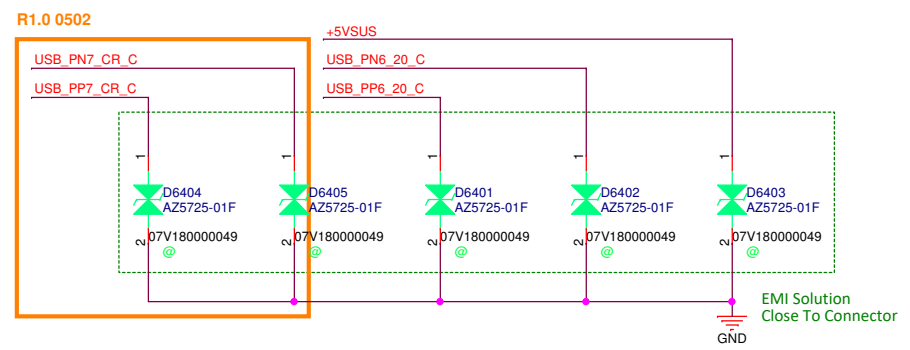 R1.0 0502
+5VSUS
USB_PN7_CR_C
USB_PN6_20_C
USB_PP7_CR_C
USB_PP6_20_C
1 1 1 1 1
D6404 D6405 D6401 D6402 D6403
AZ5725-01F AZ5725-01F AZ5725-01F AZ5725-01F AZ5725-01F
2 07V180000049 2 07V180000049 2 07V180000049 2 07V180000049 2 07V180000049
@ @ @ @ @
EMI Solution
Close To Connector
GND